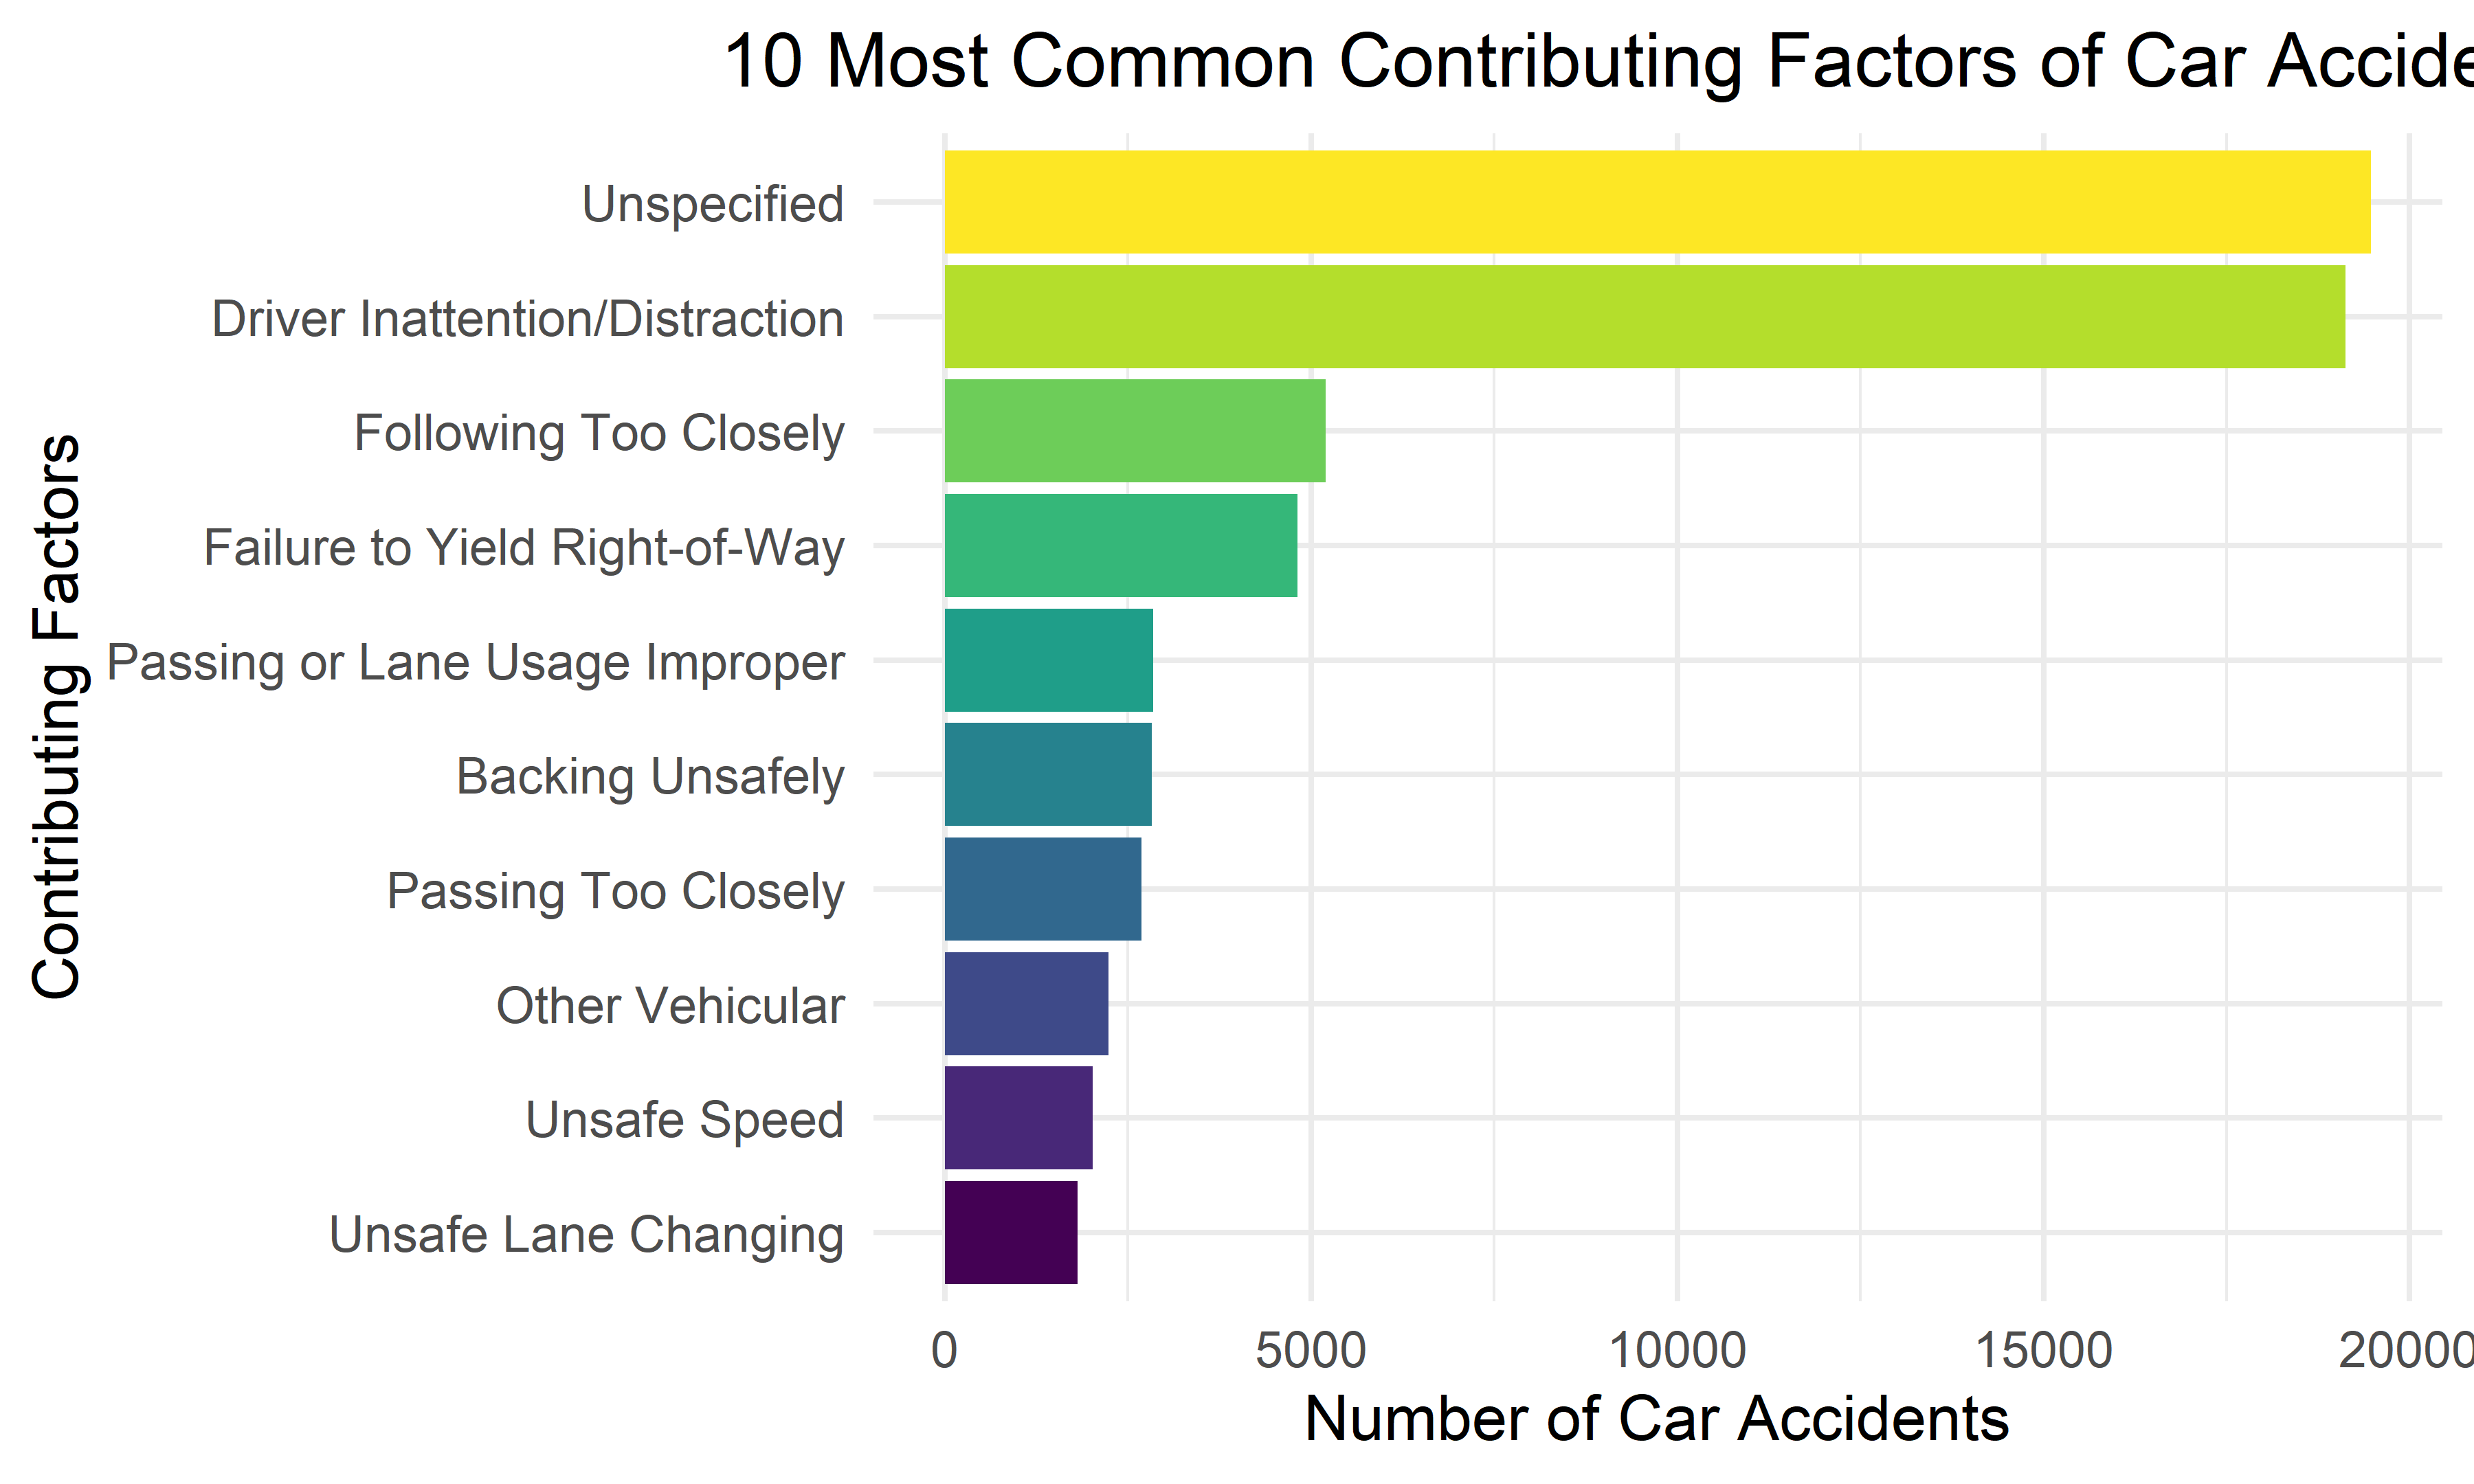 10 Most Common Contributing Factors of Car Accide
Contributing Factors
Unspecified
Driver Inattention/Distraction
Following Too Closely
Failure to Yield Right-of-Way
Passing or Lane Usage Improper
Backing Unsafely
Passing Too Closely
Other Vehicular
Unsafe Speed
Unsafe Lane Changing
0 5000 10000 15000 20000
Number of Car Accidents